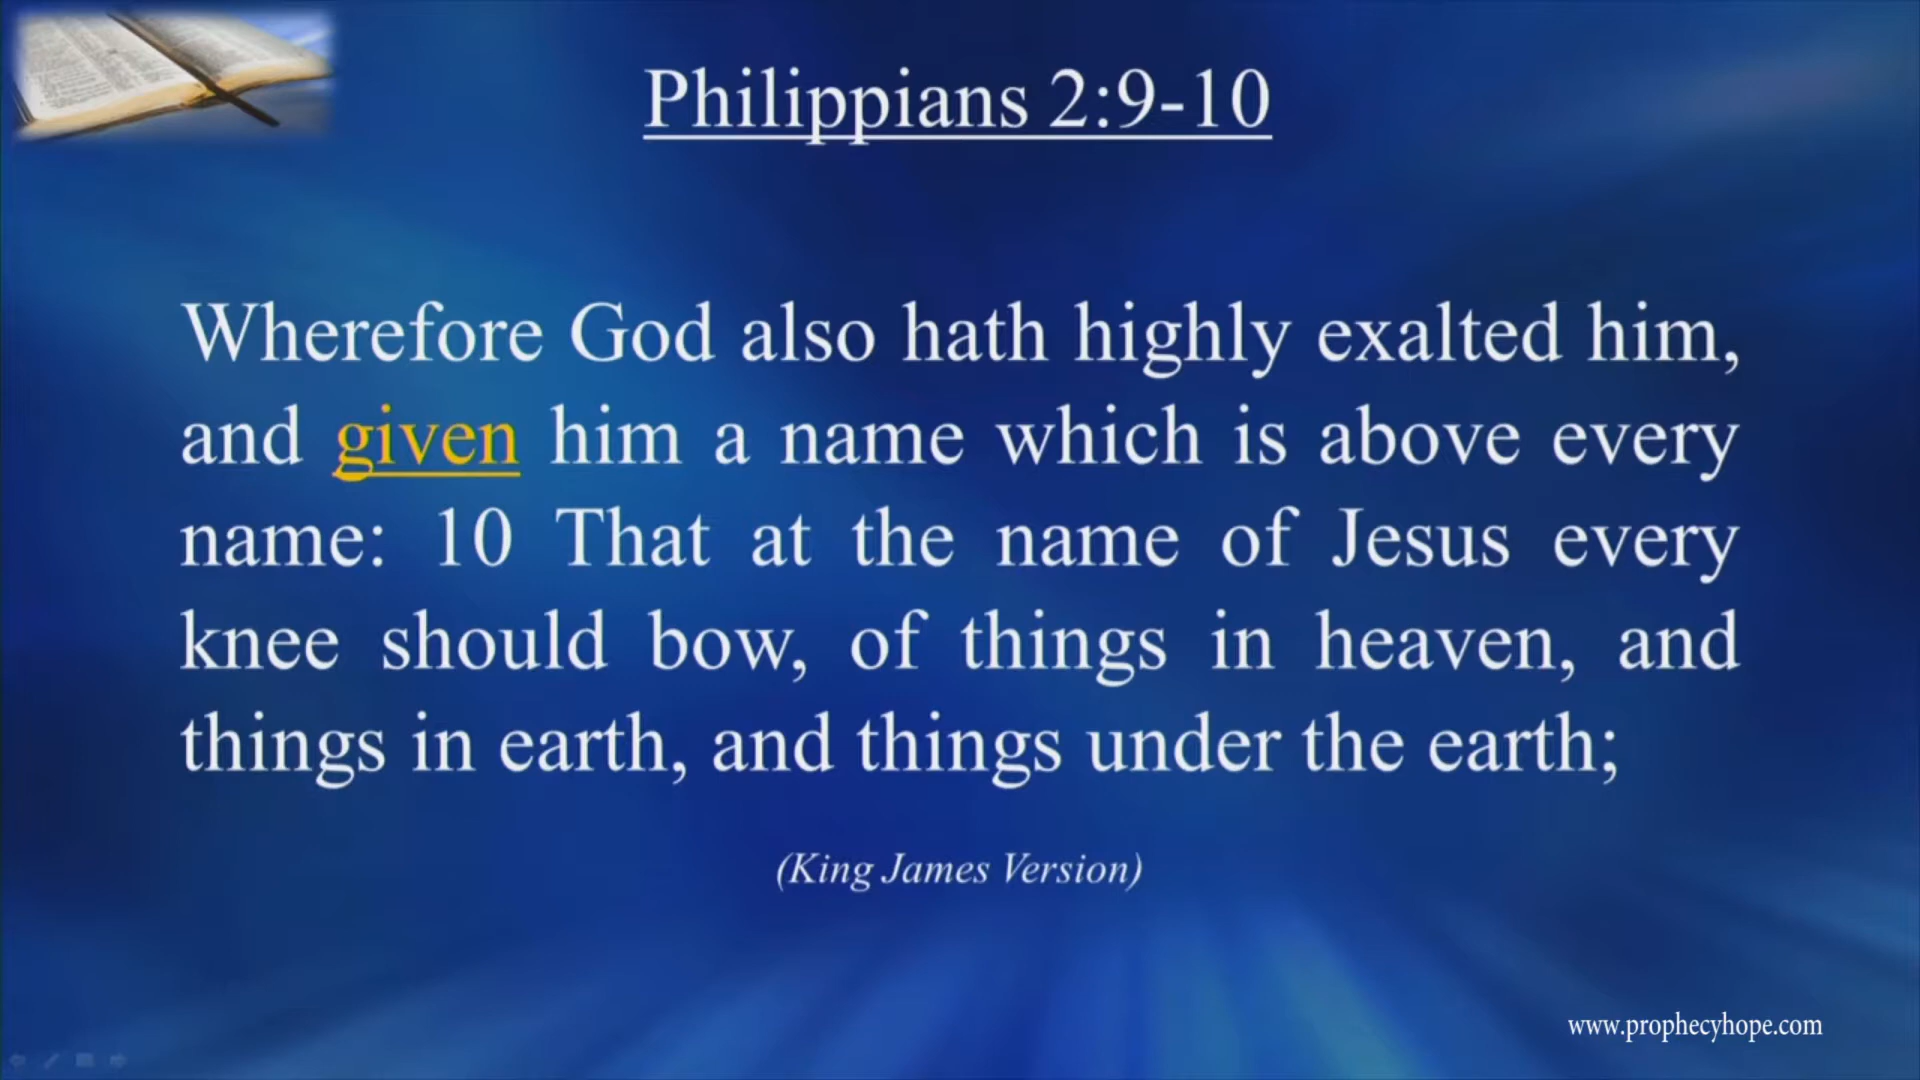 Philippians 2:9-10
Wherefore God also hath highly exalted him,
and given him a name which is above every
name: 10 That at the name of Jesus every
knee should bow, of things in heaven, and
things in earth, and things under the earth;
(King James Version)
www.prophecyhope.com